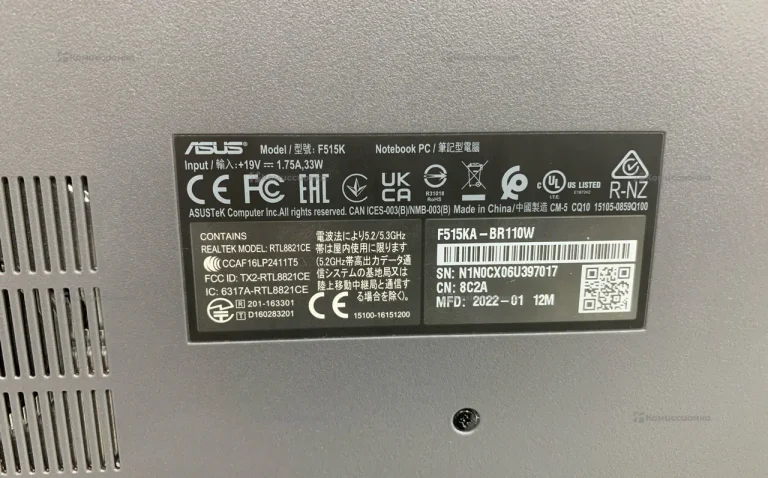 ASUS Model / 型號: F515K Notebook PC / 筆記型電腦
Input / 輸入:+19V⎓1.75A,33W
CE FC EAC UK CA R31018 RoHS c UL US LISTED I.T.E. R-NZ
ASUSTeK Computer Inc.All rights reserved. CAN ICES-003(B)/NMB-003(B) Made in China/中國製造 CM-5 CQ10 15105-0859Q100
CONTAINS
REALTEK MODEL: RTL8821CE
CCAF16LP2411T5
FCC ID: TX2-RTL8821CE
IC: 6317A-RTL8821CE
R 201-163301
T D160283201
電波法により5.2/5.3GHz
帯は屋内使用に限ります
(5.2GHz帯高出力データ通
信システムの基地局又は
陸上移動中継局と通信す
る場合を除く)。
CE 15100-16151200
F515KA-BR110W
SN: N1N0CX06U397017
CN: 8C2A
MFD: 2022-01 12M
КОМИССИОНКА